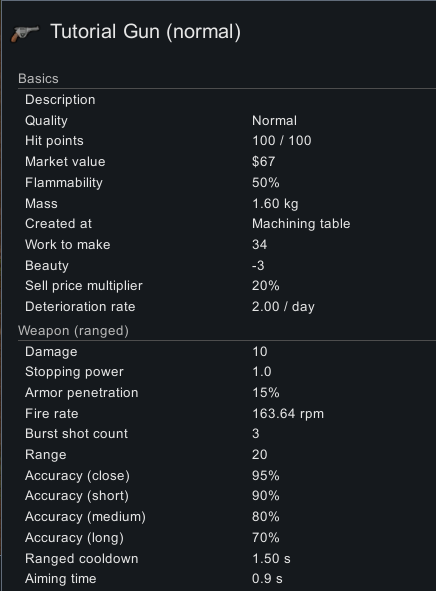 Tutorial Gun (normal)
Basics
Description
Quality Normal
Hit points 100 / 100
Market value $67
Flammability 50%
Mass 1.60 kg
Created at Machining table
Work to make 34
Beauty -3
Sell price multiplier 20%
Deterioration rate 2.00 / day
Weapon (ranged)
Damage 10
Stopping power 1.0
Armor penetration 15%
Fire rate 163.64 rpm
Burst shot count 3
Range 20
Accuracy (close) 95%
Accuracy (short) 90%
Accuracy (medium) 80%
Accuracy (long) 70%
Ranged cooldown 1.50 s
Aiming time 0.9 s